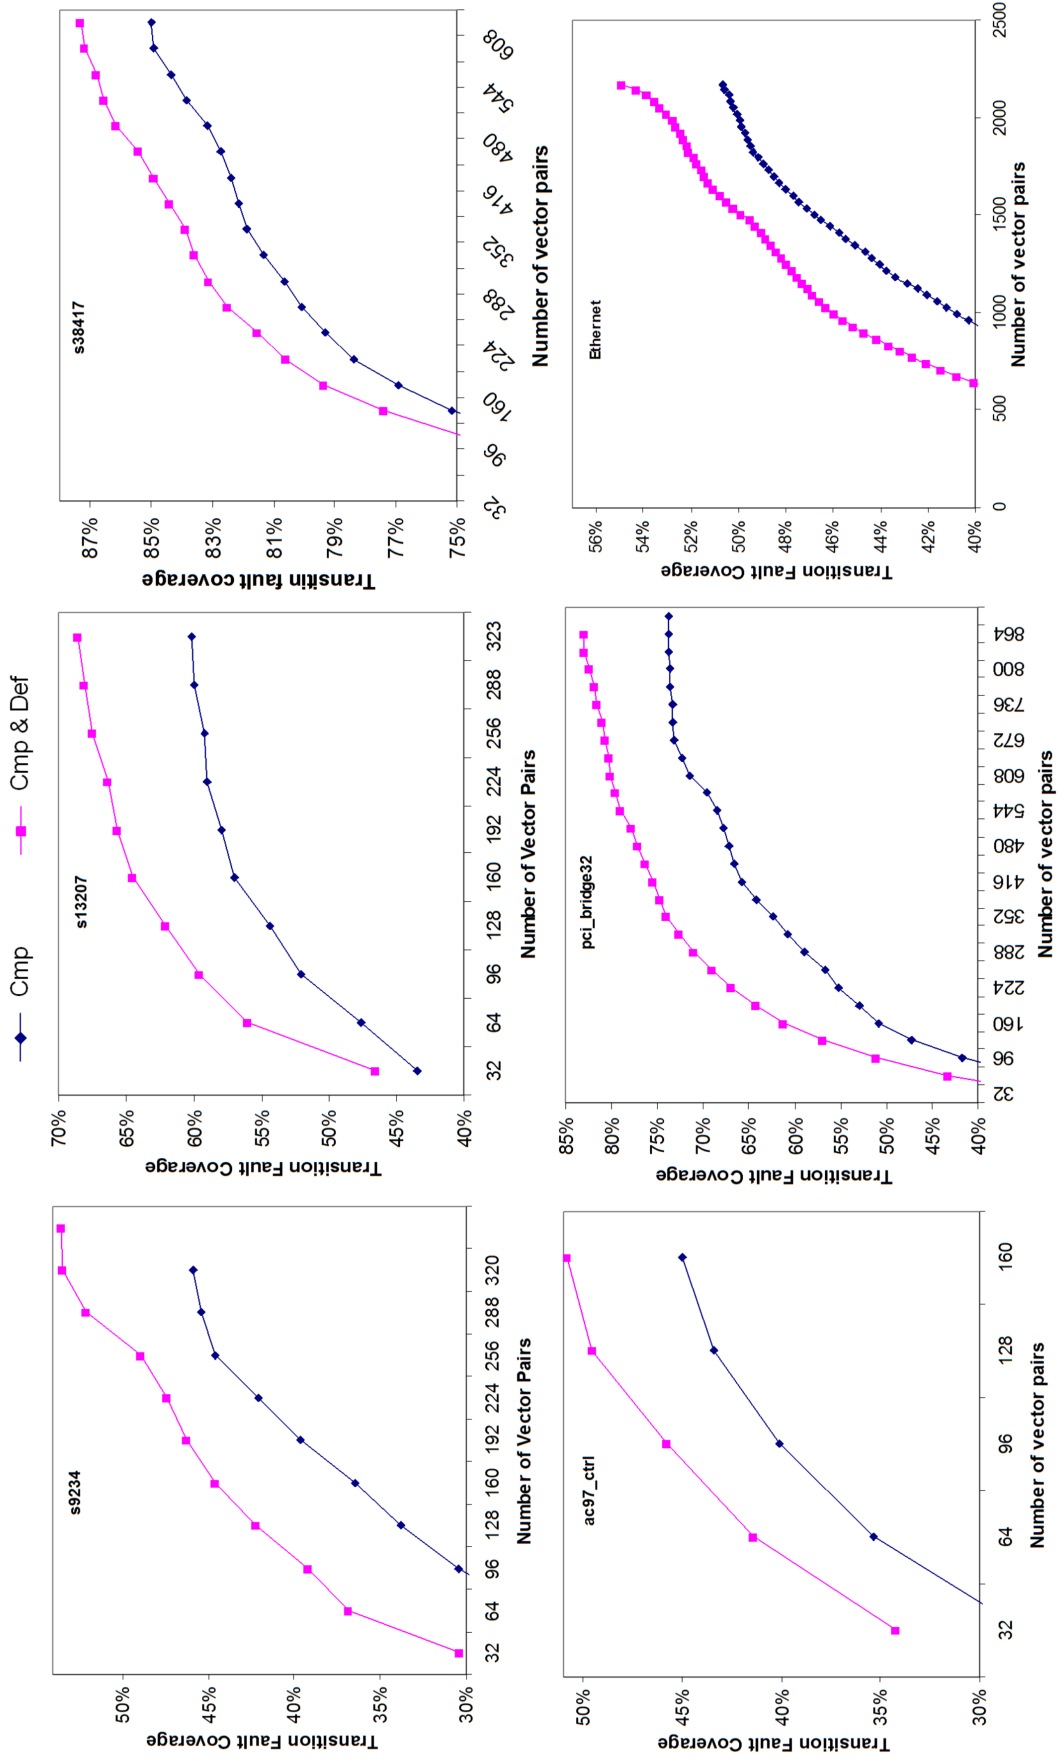 Cmp
Cmp & Def
s9234
Transition Fault Coverage
50%
45%
40%
35%
30%
32 64 96 128 160 192 224 256 288 320
Number of Vector Pairs
s13207
Transition Fault Coverage
70%
65%
60%
55%
50%
45%
40%
32 64 96 128 160 192 224 256 288 323
Number of Vector Pairs
s38417
Transitin fault coverage
87%
85%
83%
81%
79%
77%
75%
32 96 160 224 288 352 416 480 544 608
Number of vector pairs
ac97_ctrl
Transition Fault Coverage
50%
45%
40%
35%
30%
32 64 96 128 160
Number of vector pairs
pci_bridge32
Transition Fault Coverage
85%
80%
75%
70%
65%
60%
55%
50%
45%
40%
32 96 160 224 288 352 416 480 544 608 672 736 800 864
Number of vector pairs
Ethernet
Transition Fault Coverage
56%
54%
52%
50%
48%
46%
44%
42%
40%
0 500 1000 1500 2000 2500
Number of vector pairs